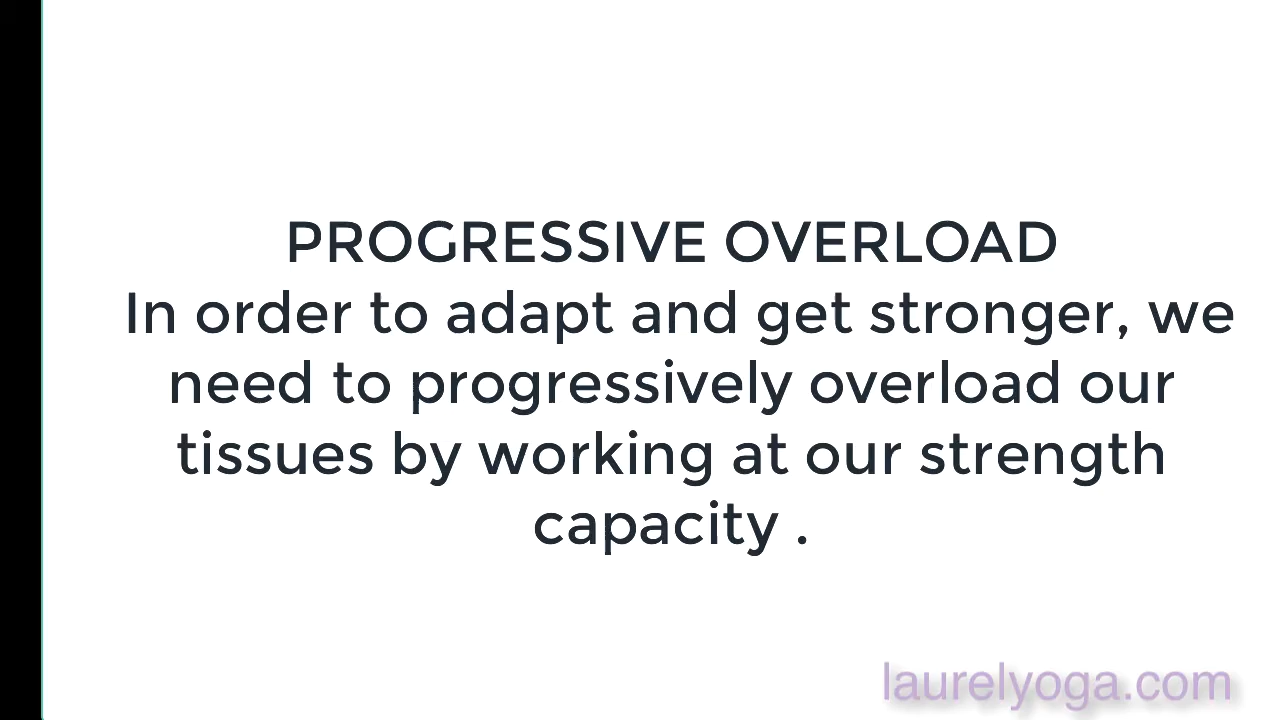 PROGRESSIVE OVERLOAD
In order to adapt and get stronger, we
need to progressively overload our
tissues by working at our strength
capacity .
laurelyoga.com